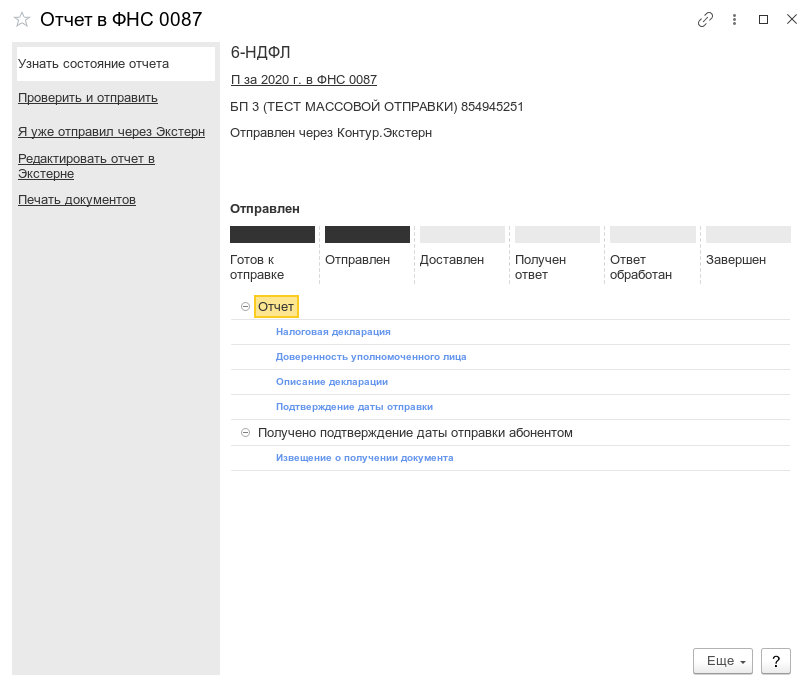 Отчет в ФНС 0087
Узнать состояние отчета
Проверить и отправить
Я уже отправил через Экстерн
Редактировать отчет в
Экстерне
Печать документов
6-НДФЛ
П за 2020 г. в ФНС 0087
БП 3 (ТЕСТ МАССОВОЙ ОТПРАВКИ) 854945251
Отправлен через Контур.Экстерн
Отправлен
Готов к
отправке
Отправлен
Доставлен
Получен
ответ
Ответ
обработан
Завершен
Отчет
Налоговая декларация
Доверенность уполномоченного лица
Описание декларации
Подтверждение даты отправки
Получено подтверждение даты отправки абонентом
Извещение о получении документа
Еще
?